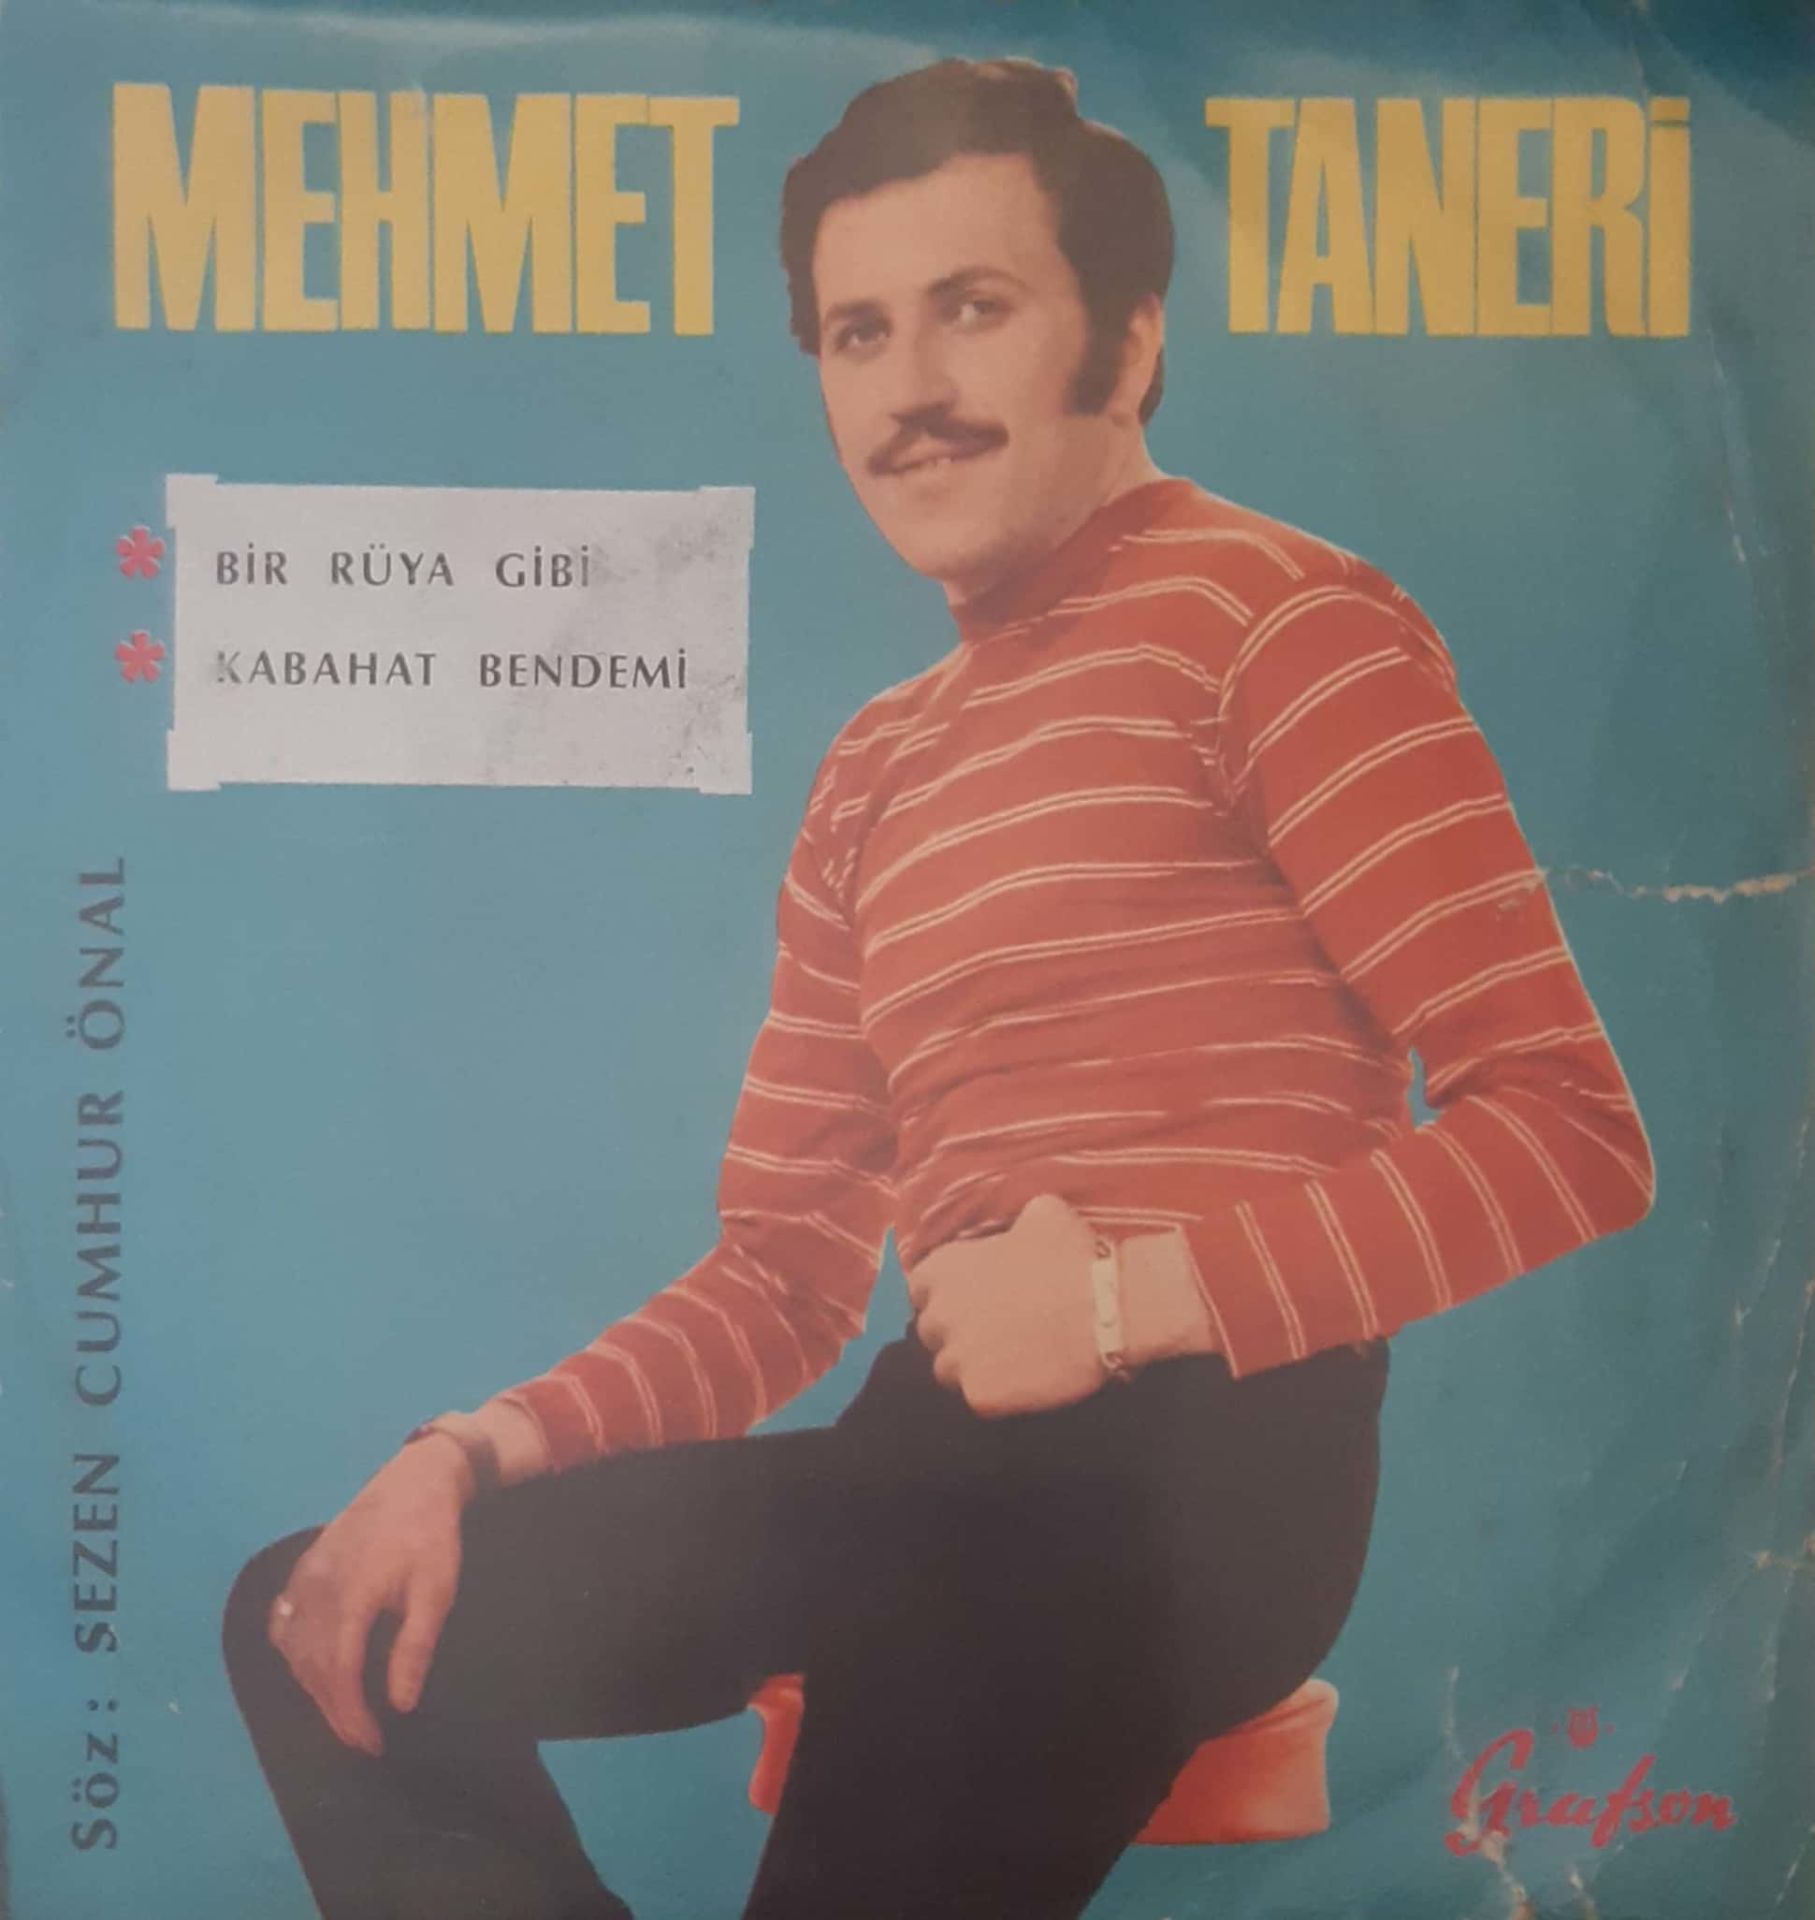 MEHMET TANERİ
* BİR RÜYA GİBİ
* KABAHAT BENDEMİ
Söz: SEZEN CUMHUR ÖNAL
Grafson